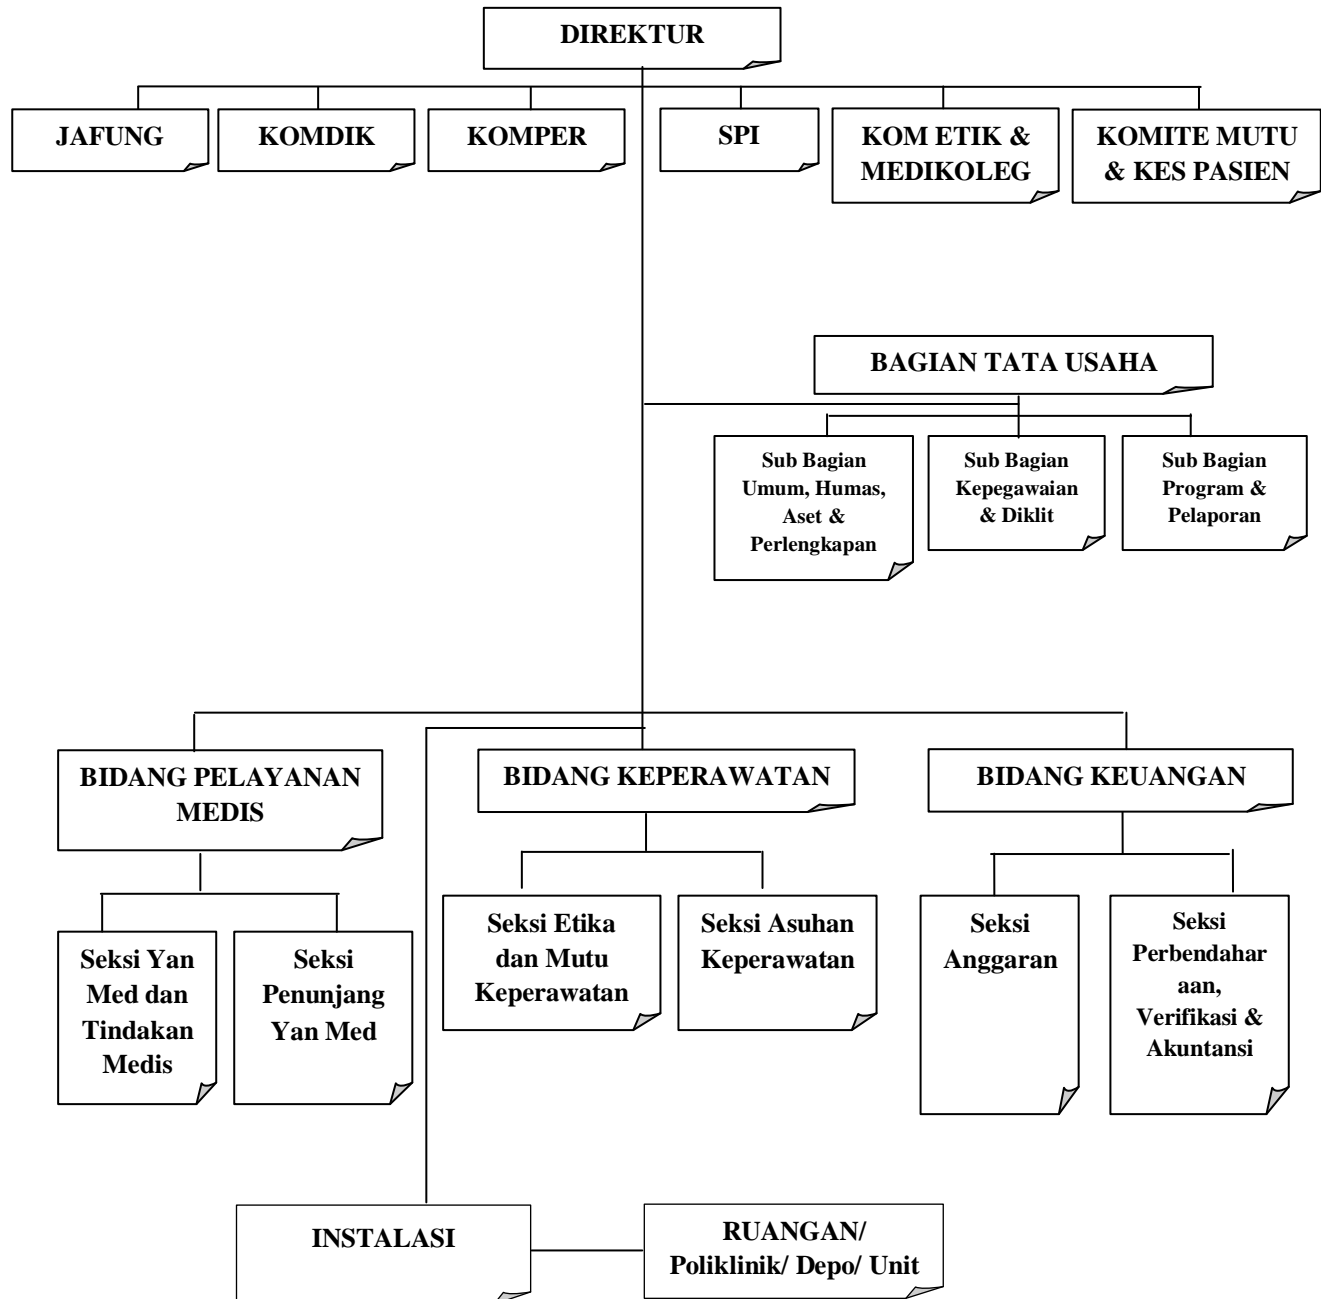 DIREKTUR
JAFUNG
KOMDIK
KOMPER
SPI
KOM ETIK &
MEDIKOLEG
KOMITE MUTU
& KES PASIEN
BAGIAN TATA USAHA
Sub Bagian
Umum, Humas,
Aset &
Perlengkapan
Sub Bagian
Kepegawaian
& Diklit
Sub Bagian
Program &
Pelaporan
BIDANG PELAYANAN
MEDIS
BIDANG KEPERAWATAN
BIDANG KEUANGAN
Seksi Yan
Med dan
Tindakan
Medis
Seksi
Penunjang
Yan Med
Seksi Etika
dan Mutu
Keperawatan
Seksi Asuhan
Keperawatan
Seksi
Anggaran
Seksi
Perbendahar
aan,
Verifikasi &
Akuntansi
INSTALASI
RUANGAN/
Poliklinik/ Depo/ Unit